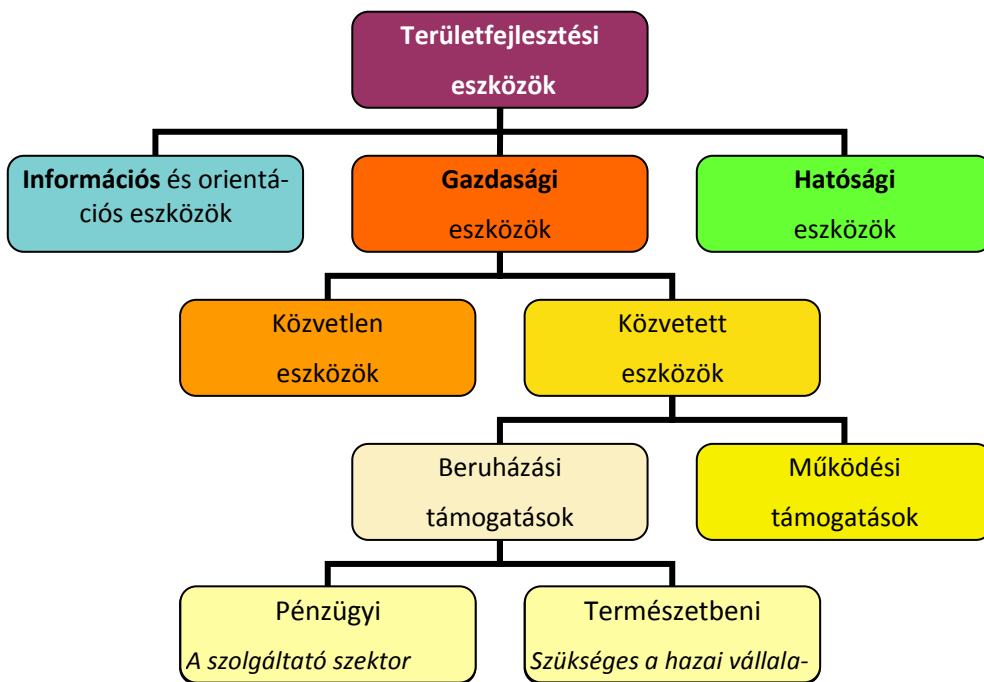 Területfejlesztési
eszközök
Információs és orientá-
ciós eszközök
Gazdasági
eszközök
Hatósági
eszközök
Közvetlen
eszközök
Közvetett
eszközök
Beruházási
támogatások
Működési
támogatások
Pénzügyi
A szolgáltató szektor
Természetbeni
Szükséges a hazai vállala-